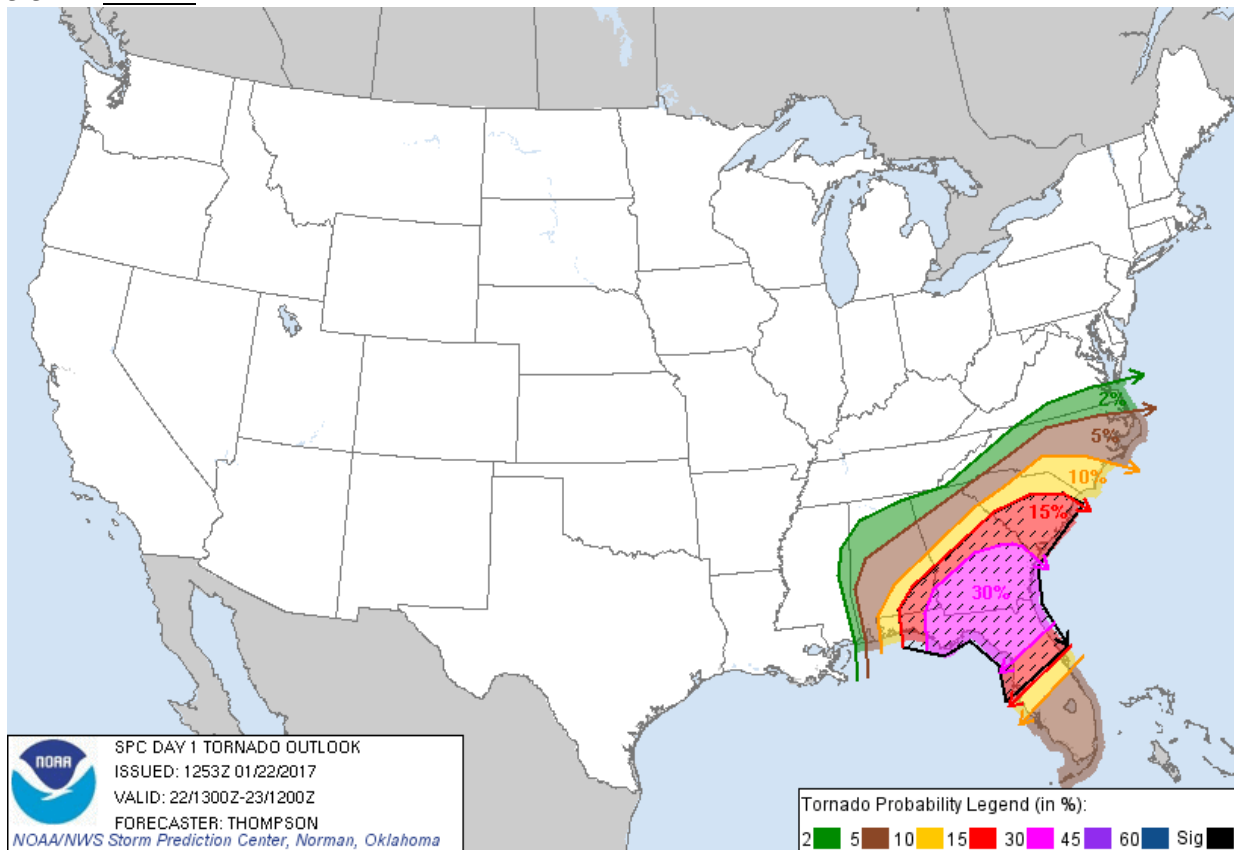 2%
5%
10%
15%
30%
NOAA
SPC DAY 1 TORNADO OUTLOOK
ISSUED: 1253Z 01/22/2017
VALID: 22/1300Z-23/1200Z
FORECASTER: THOMPSON
NOAA/NWS Storm Prediction Center, Norman, Oklahoma
Tornado Probability Legend (in %):
2 5 10 15 30 45 60 Sig